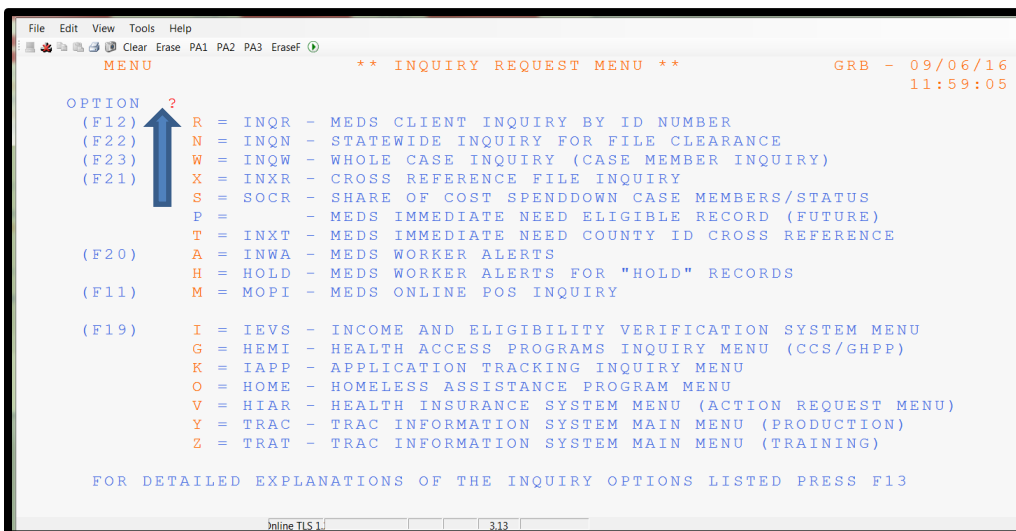 File Edit View Tools Help
Clear Erase PA1 PA2 PA3 EraseF
MENU ** INQUIRY REQUEST MENU ** GRB - 09/06/16
11:59:05
OPTION ?
(F12) R = INQR - MEDS CLIENT INQUIRY BY ID NUMBER
(F22) N = INQN - STATEWIDE INQUIRY FOR FILE CLEARANCE
(F23) W = INQW - WHOLE CASE INQUIRY (CASE MEMBER INQUIRY)
(F21) X = INXR - CROSS REFERENCE FILE INQUIRY
S = SOCR - SHARE OF COST SPENDDOWN CASE MEMBERS/STATUS
P = - MEDS IMMEDIATE NEED ELIGIBLE RECORD (FUTURE)
T = INXT - MEDS IMMEDIATE NEED COUNTY ID CROSS REFERENCE
(F20) A = INWA - MEDS WORKER ALERTS
H = HOLD - MEDS WORKER ALERTS FOR "HOLD" RECORDS
(F11) M = MOPI - MEDS ONLINE POS INQUIRY
(F19) I = IEVS - INCOME AND ELIGIBILITY VERIFICATION SYSTEM MENU
G = HEMI - HEALTH ACCESS PROGRAMS INQUIRY MENU (CCS/GHPP)
K = IAPP - APPLICATION TRACKING INQUIRY MENU
O = HOME - HOMELESS ASSISTANCE PROGRAM MENU
V = HIAR - HEALTH INSURANCE SYSTEM MENU (ACTION REQUEST MENU)
Y = TRAC - TRAC INFORMATION SYSTEM MAIN MENU (PRODUCTION)
Z = TRAT - TRAC INFORMATION SYSTEM MAIN MENU (TRAINING)
FOR DETAILED EXPLANATIONS OF THE INQUIRY OPTIONS LISTED PRESS F13
TLS 1. 3,13